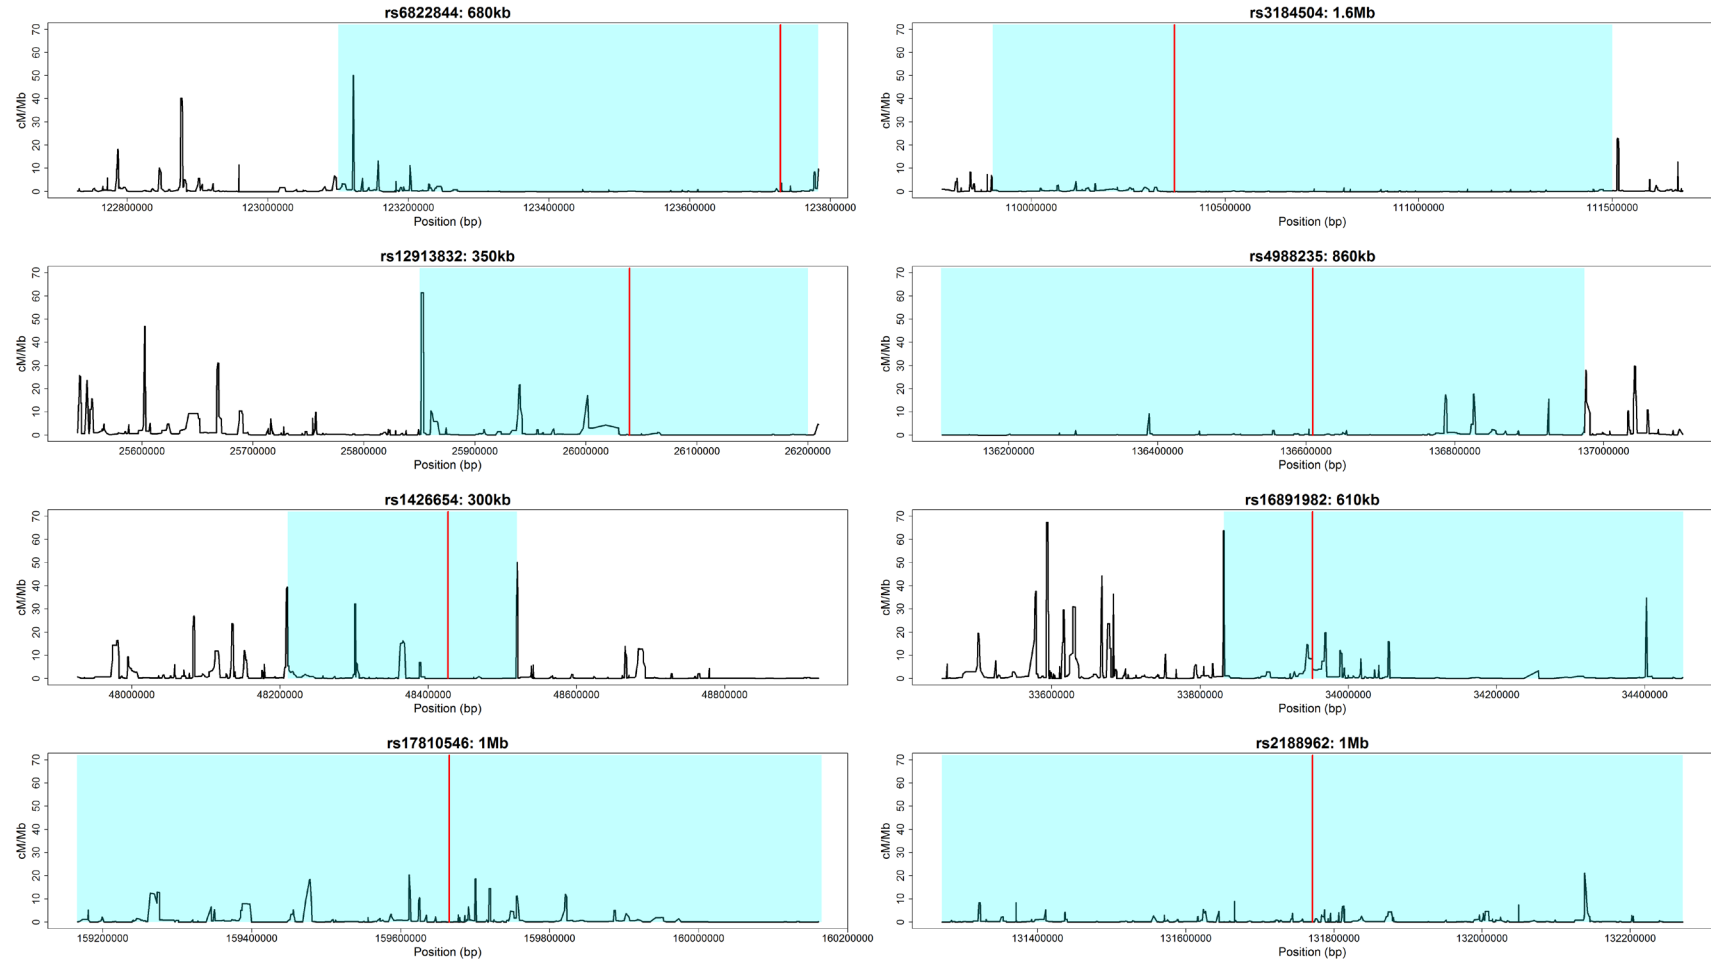 rs6822844: 680kb
cM/Mb
0 10 20 30 40 50 60 70
122800000 123000000 123200000 123400000 123600000 123800000
Position (bp)
rs3184504: 1.6Mb
cM/Mb
0 10 20 30 40 50 60 70
110000000 110500000 111000000 111500000
Position (bp)
rs12913832: 350kb
cM/Mb
0 10 20 30 40 50 60 70
25600000 25700000 25800000 25900000 26000000 26100000 26200000
Position (bp)
rs4988235: 860kb
cM/Mb
0 10 20 30 40 50 60 70
136200000 136400000 136600000 136800000 137000000
Position (bp)
rs1426654: 300kb
cM/Mb
0 10 20 30 40 50 60 70
48000000 48200000 48400000 48600000 48800000
Position (bp)
rs16891982: 610kb
cM/Mb
0 10 20 30 40 50 60 70
33600000 33800000 34000000 34200000 34400000
Position (bp)
rs17810546: 1Mb
cM/Mb
0 10 20 30 40 50 60 70
159200000 159400000 159600000 159800000 160000000 160200000
Position (bp)
rs2188962: 1Mb
cM/Mb
0 10 20 30 40 50 60 70
131400000 131600000 131800000 132000000 132200000
Position (bp)